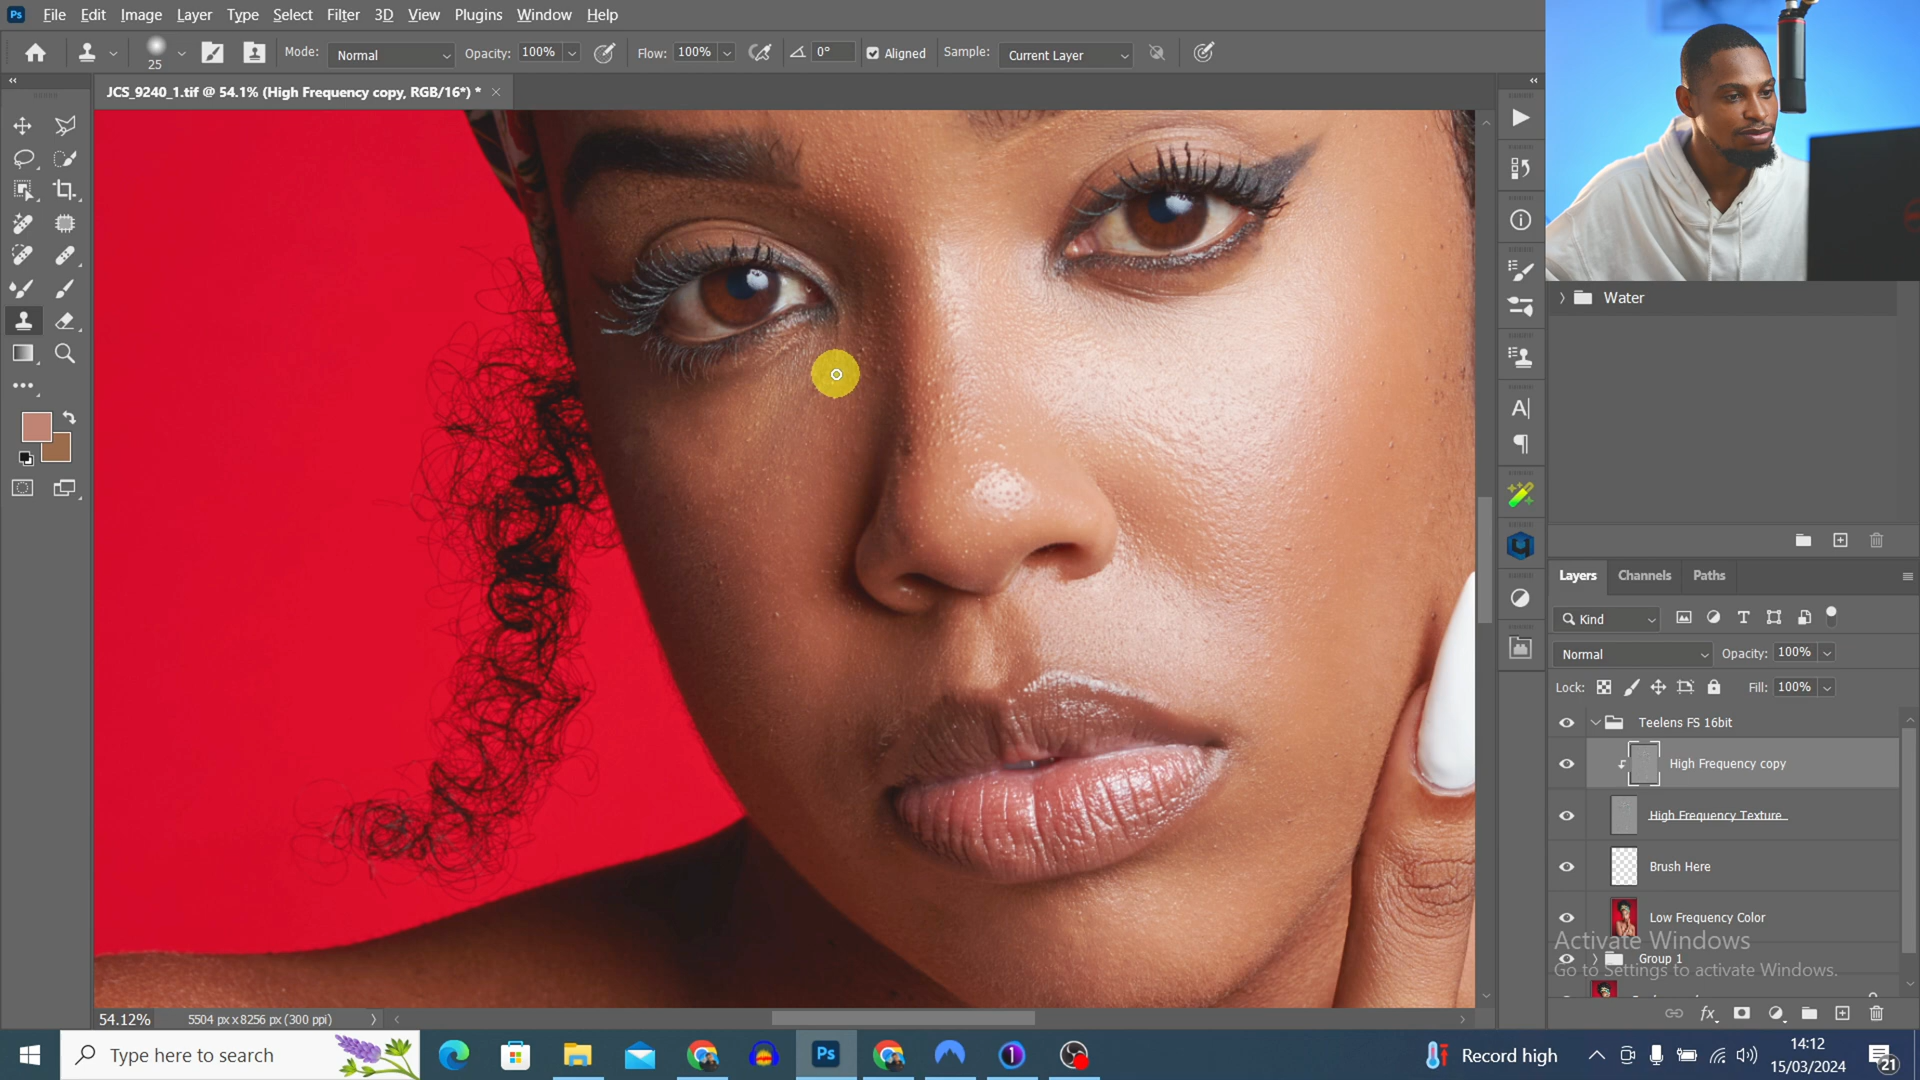 Ps File Edit Image Layer Type Select Filter 3D View Plugins Window Help
25 Mode: Normal Opacity: 100% Flow: 100% 0° Aligned Sample: Current Layer
JCS_9240_1.tif @ 54.1% (High Frequency copy, RGB/16*) *
Water
Layers Channels Paths
Kind
Normal Opacity: 100%
Lock: Fill: 100%
Teelens FS 16bit
High Frequency copy
High Frequency Texture
Brush Here
Low Frequency Color
Activate Windows
Group 1
Go to Settings to activate Windows.
54.12% 5504 px x 8256 px (300 ppi)
Type here to search
Ps
Record high
14:12
15/03/2024
21